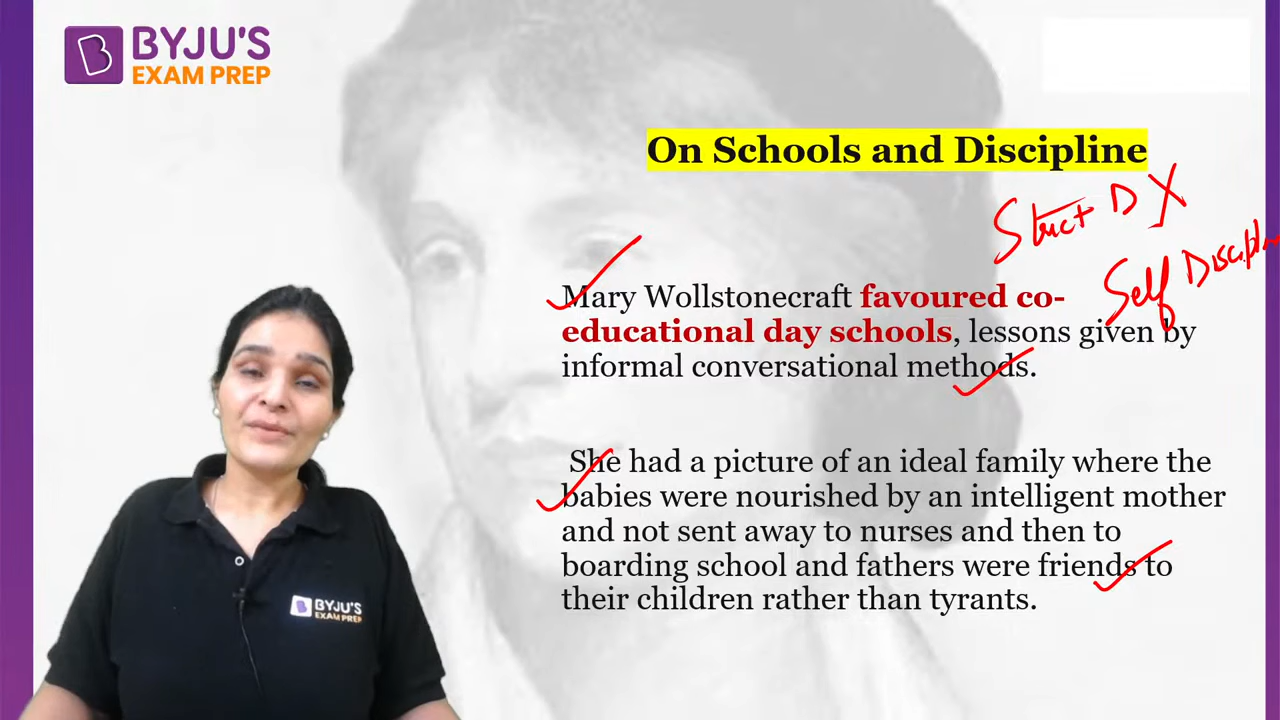 BYJU'S
EXAM PREP
On Schools and Discipline
Strict D X
Self Discipl
Mary Wollstonecraft favoured co-
educational day schools, lessons given by
informal conversational methods.
She had a picture of an ideal family where the
babies were nourished by an intelligent mother
and not sent away to nurses and then to
boarding school and fathers were friends to
their children rather than tyrants.
BYJU'S
EXAM PREP